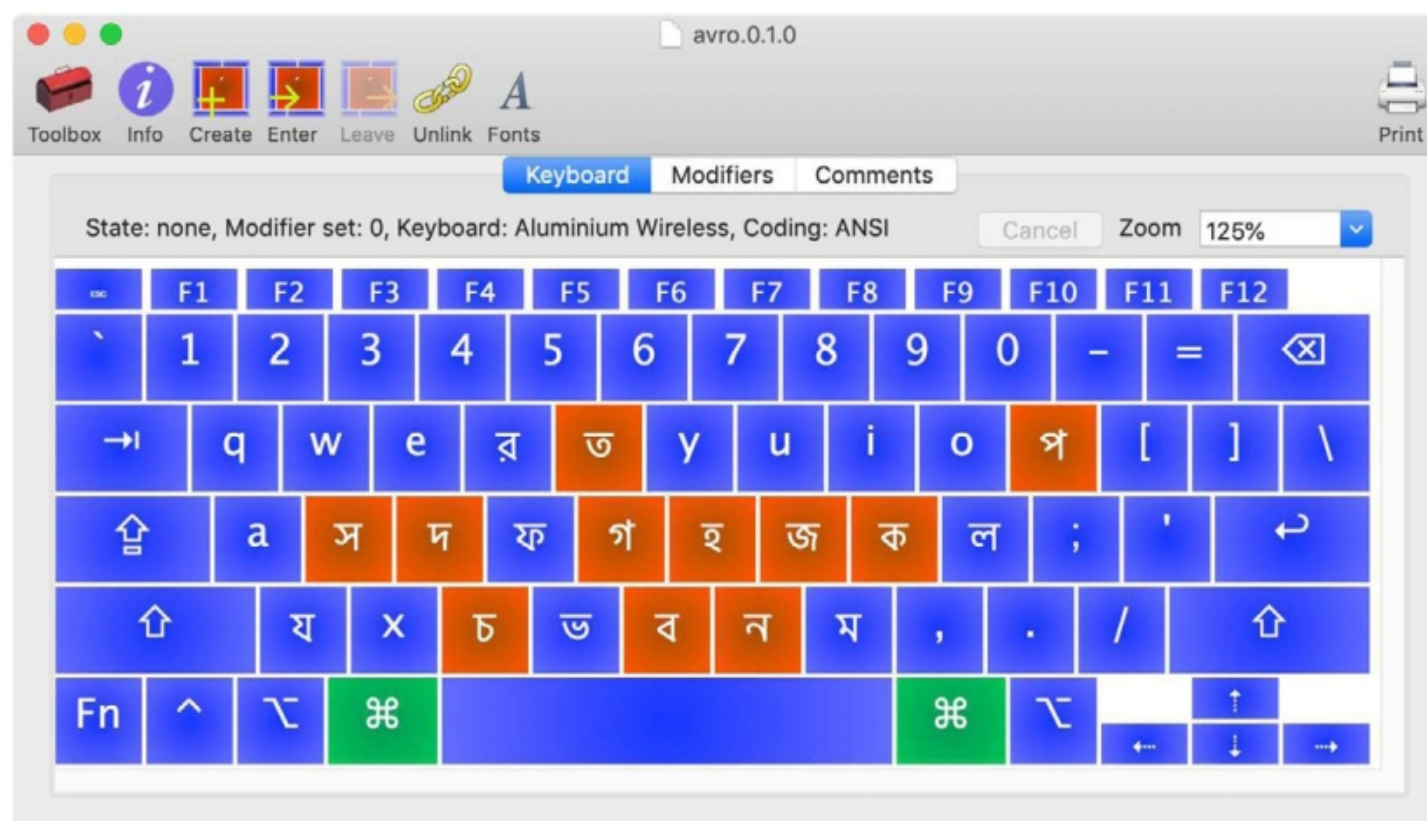 avro.0.1.0
Toolbox Info Create Enter Leave Unlink Fonts Print
Keyboard Modifiers Comments
State: none, Modifier set: 0, Keyboard: Aluminium Wireless, Coding: ANSI Cancel Zoom 125%
esc F1 F2 F3 F4 F5 F6 F7 F8 F9 F10 F11 F12
` 1 2 3 4 5 6 7 8 9 0 - = ⌫
→ q w e র ত y u i o প [ ] \
a স দ ফ গ হ জ ক ল ; ' ↩
⇧ য x চ ভ ব ন ম , . / ⇧
Fn ^ ⌥ ⌘ ⌘ ⌥ ⇠ ⇡ ⇣ ⇢